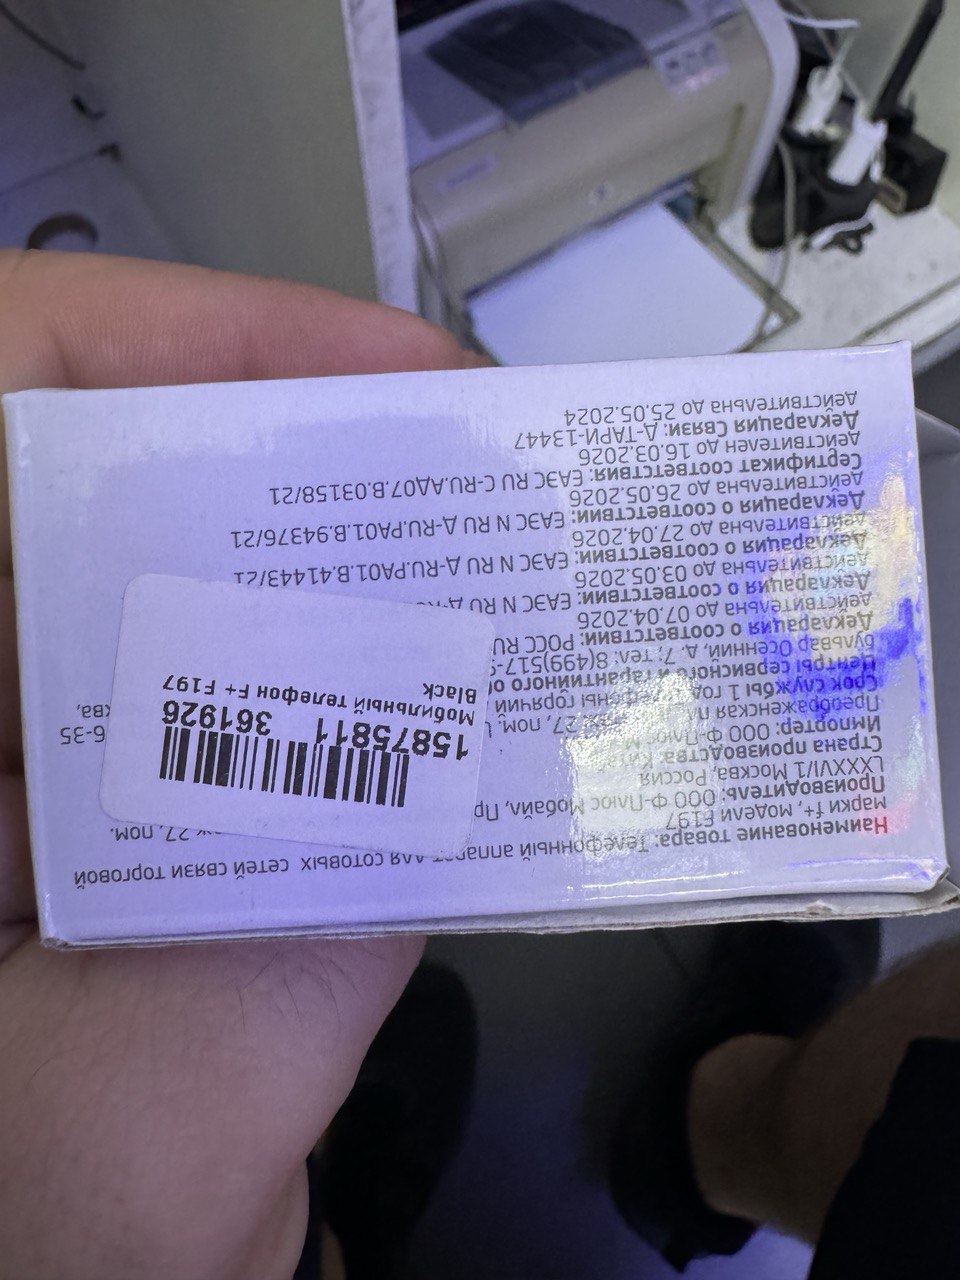 Наименование товара: Телефонный аппарат для сотовых сетей связи торговой
марки f+, модели F197
Производитель: ООО Ф-Плюс Мобайл, 27, пом.
LXXXVI/1 Москва, Россия
Страна производства: Китай
Импортер: ООО Ф-Плюс
Преображенская 27, пом.
6-35
Срок службы 1 год
Центры сервисного и гарантийного
бульвар Осенний, д. 7; тел: 8(499)517-
Декларация о соответствии: РОСС RU
действительна до 07.04.2026
Декларация о соответствии: ЕАЭС N RU Д-RU
действительна до 03.05.2026
Декларация о соответствии: ЕАЭС N RU Д-RU.РА01.В.41443/21
действительна до 27.04.2026
Декларация о соответствии: ЕАЭС N RU Д-RU.РА01.В.94376/21
действительна до 26.05.2026
Сертификат соответствия: ЕАЭС RU С-RU.АД07.В.03158/21
действителен до 16.03.2026
Декларация Связи: Д-ТАРИ-13447
действительна до 25.05.2024
15875811 361926
Мобильный телефон F+ F197
Black